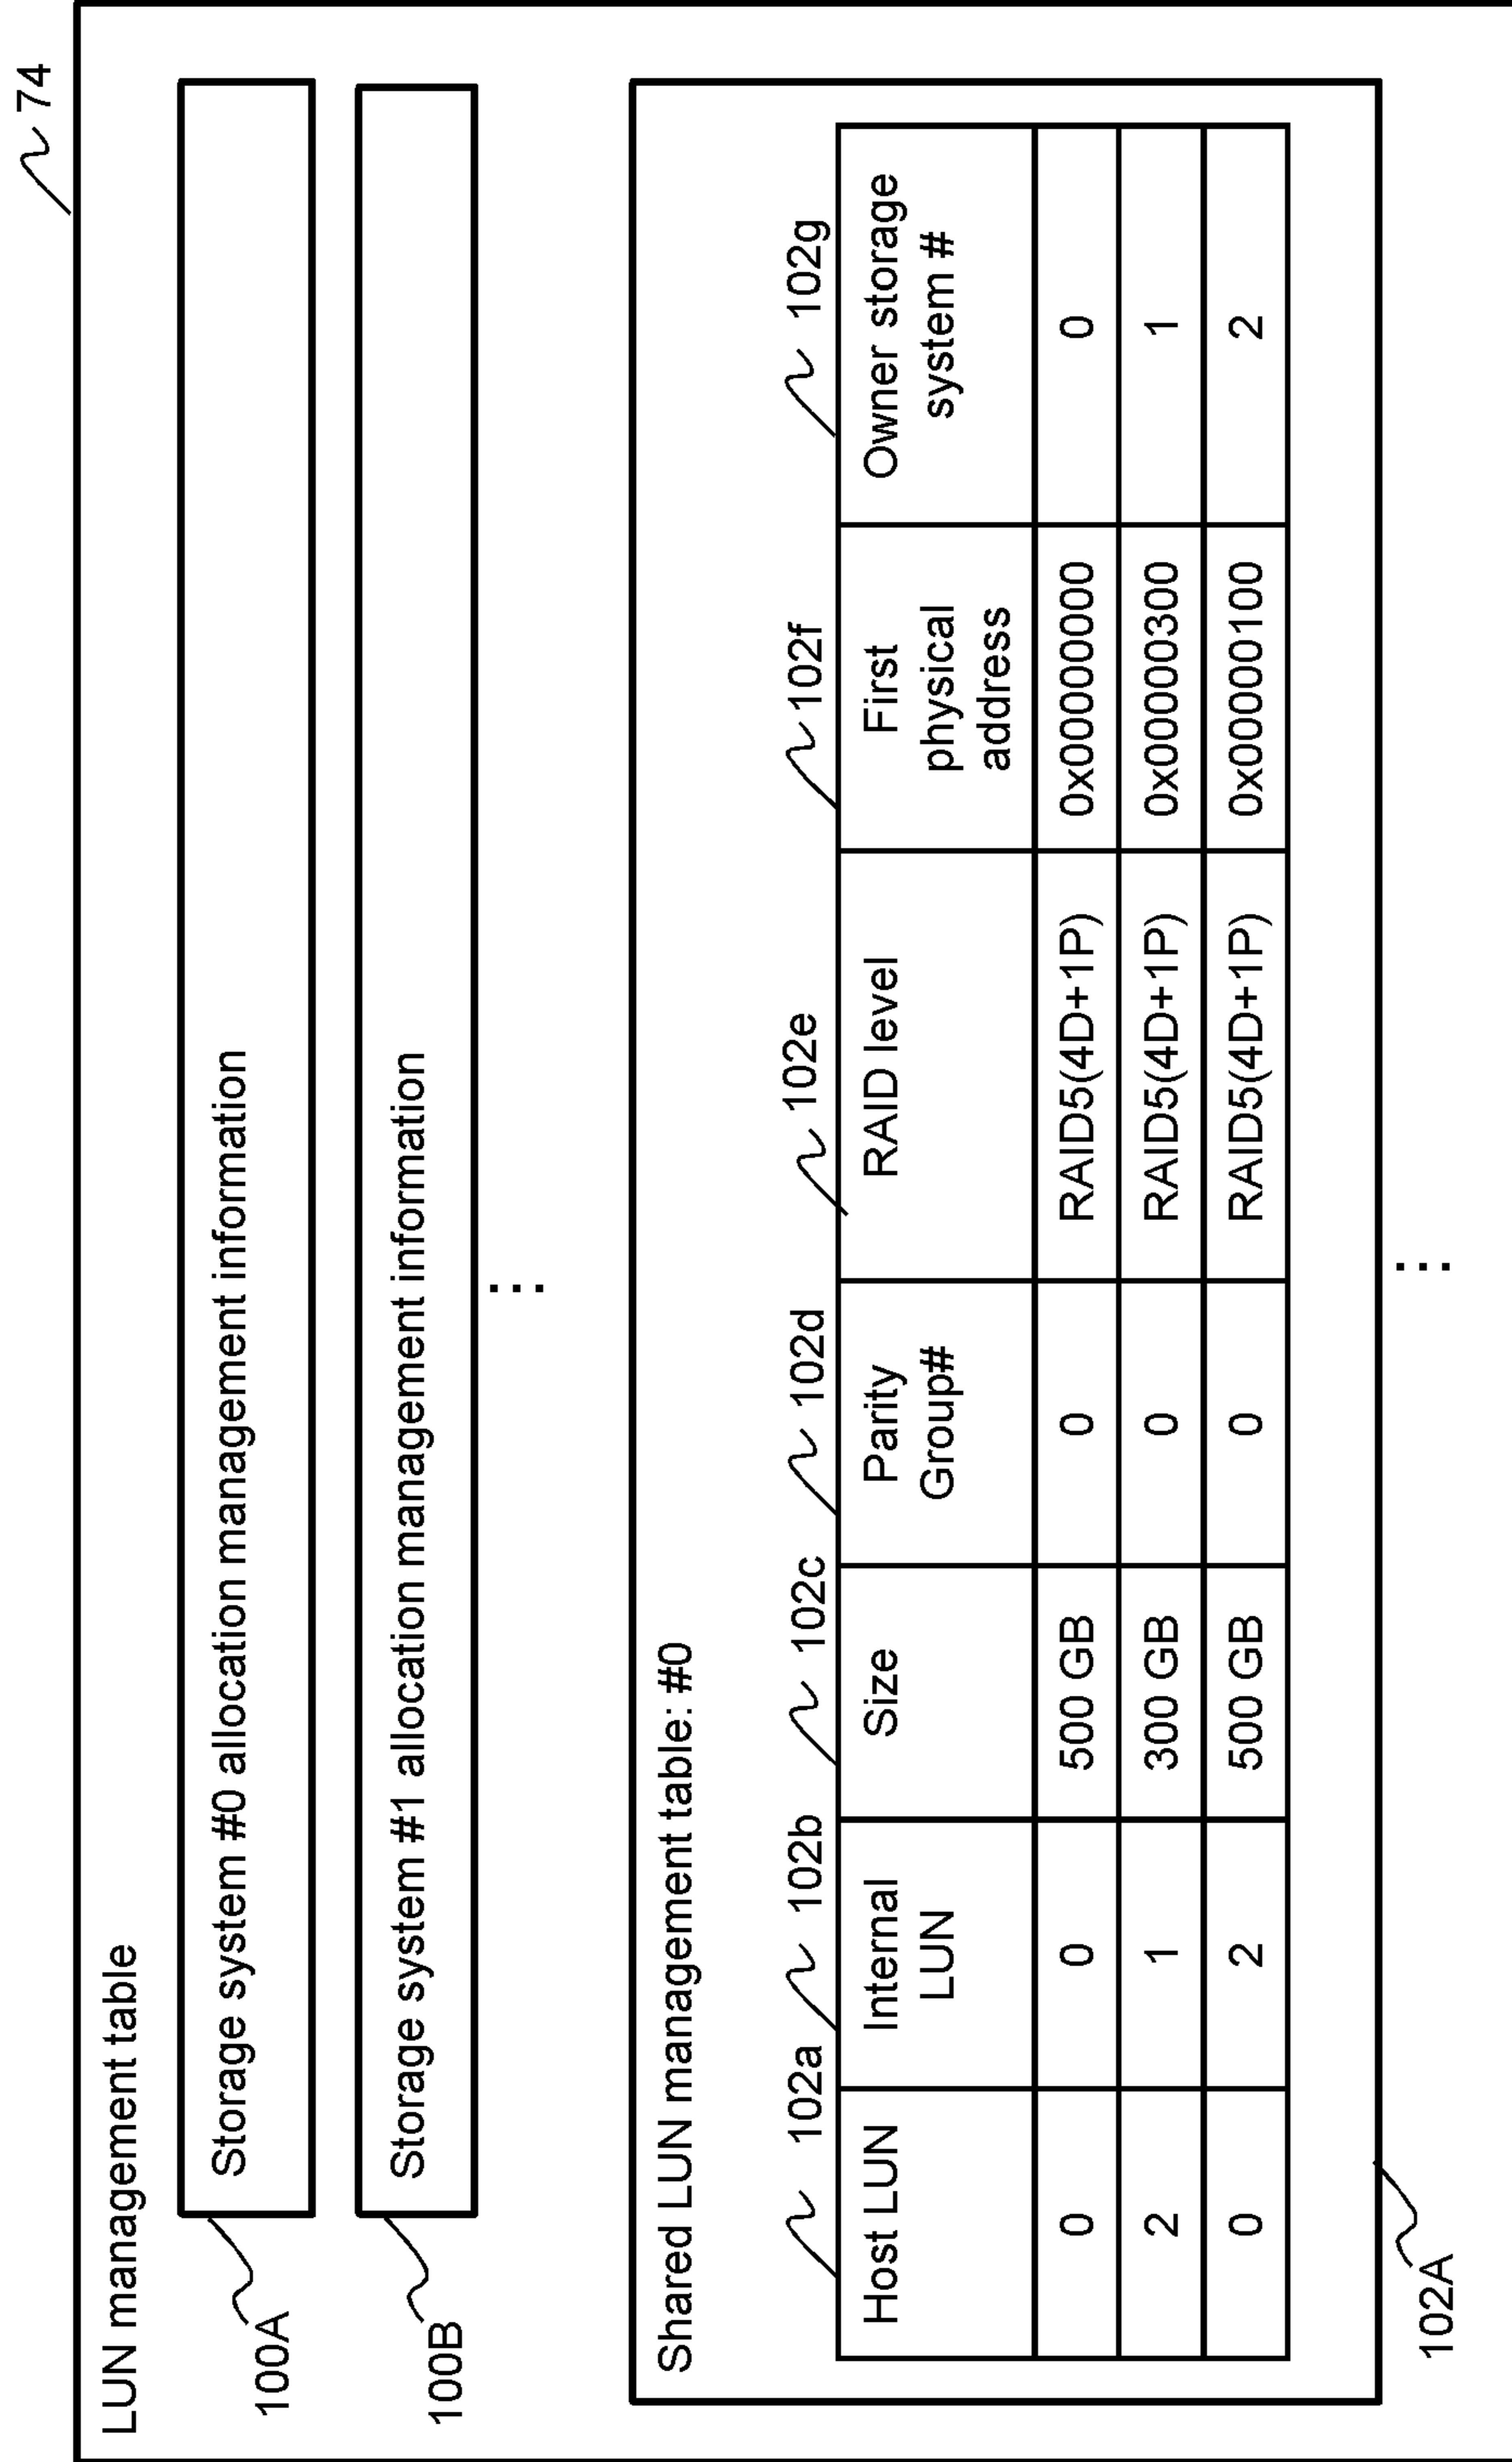 74
LUN management table
Storage system #0 allocation management information
100A
Storage system #1 allocation management information
100B
...
Shared LUN management table: #0
102a 102b 102c 102d 102e 102f 102g
Host LUN Internal LUN Size Parity Group# RAID level First physical address Owner storage system #
0 0 500 GB 0 RAID5(4D+1P) 0x00000000 0
2 1 300 GB 0 RAID5(4D+1P) 0x00000300 1
0 2 500 GB 0 RAID5(4D+1P) 0x00000100 2
102A
...